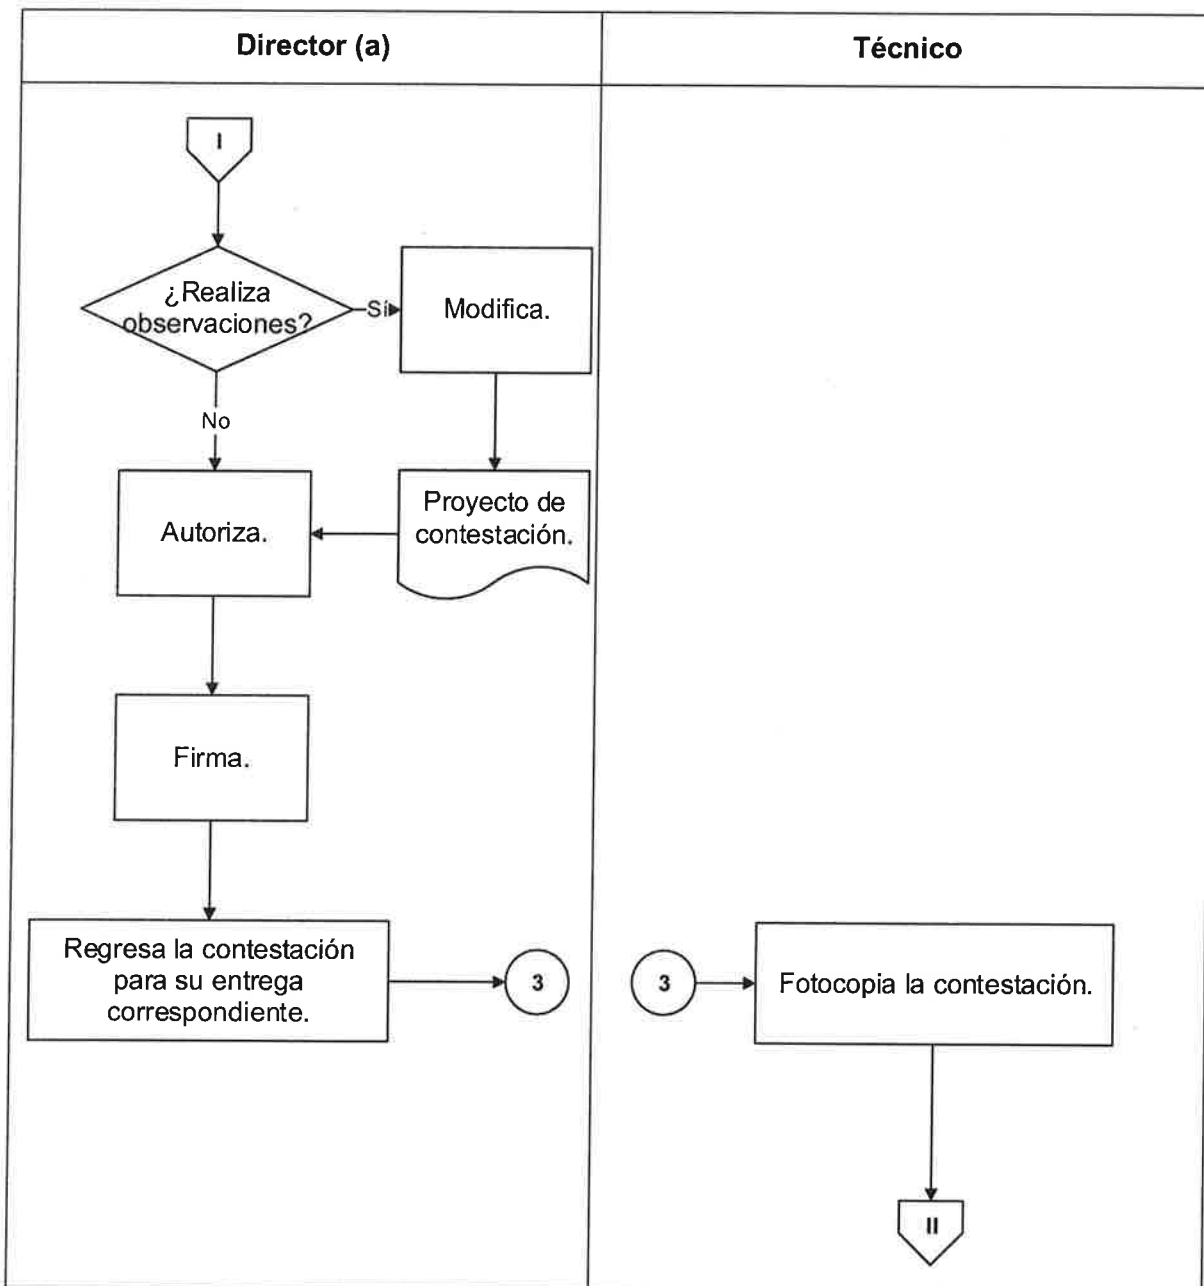 Director (a)
Técnico
I
¿Realiza
observaciones?
Sí
Modifica.
No
Autoriza.
Proyecto de
contestación.
Firma.
Regresa la contestación
para su entrega
correspondiente.
3
3
Fotocopia la contestación.
II